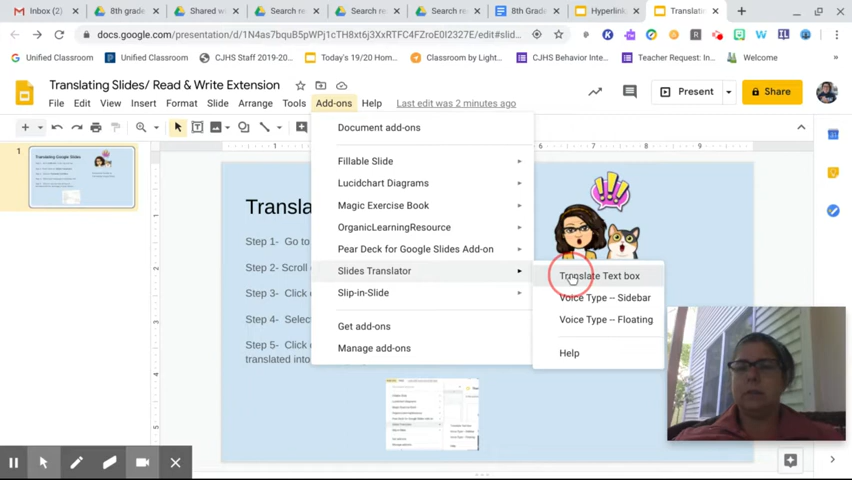 Inbox (2)
8th grade
Shared w
Search re
Search re
Search re
8th Grade
Hyperlink
Translatin
docs.google.com/presentation/d/1N4as7bquB5pWPj1cTH8xt6j3XxRTFC4FZroE0I2327E/edit#slid...
Unified Classroom
CJHS Staff 2019-20...
Today's 19/20 Hom
Classroom by Light...
CJHS Behavior Inte
Teacher Request: In...
Unified Classroom
Welcome
Translating Slides/ Read & Write Extension
File Edit View Insert Format Slide Arrange Tools Add-ons Help Last edit was 2 minutes ago
Present
Share
Document add-ons
Fillable Slide
Lucidchart Diagrams
Magic Exercise Book
OrganicLearningResource
Pear Deck for Google Slides Add-on
Slides Translator
Slip-in-Slide
Get add-ons
Manage add-ons
Translate Text box
Voice Type -- Sidebar
Voice Type -- Floating
Help
1
Translating Google Slides
Transla
Step 1- Go to
Step 2- Scroll
Step 3- Click
Step 4- Selec
Step 5- Click
translated into